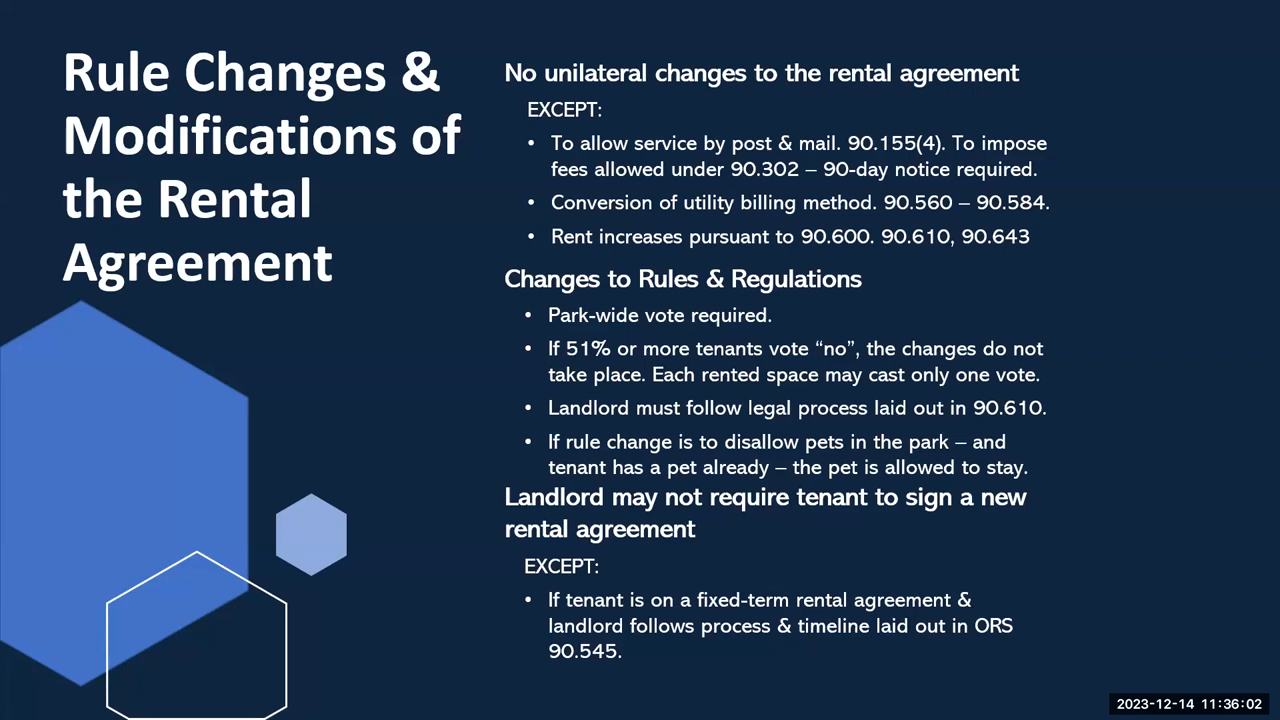 Rule Changes &
Modifications of
the Rental
Agreement
No unilateral changes to the rental agreement
EXCEPT:
• To allow service by post & mail. 90.155(4). To impose
fees allowed under 90.302 – 90-day notice required.
• Conversion of utility billing method. 90.560 – 90.584.
• Rent increases pursuant to 90.600. 90.610, 90.643
Changes to Rules & Regulations
• Park-wide vote required.
• If 51% or more tenants vote “no”, the changes do not
take place. Each rented space may cast only one vote.
• Landlord must follow legal process laid out in 90.610.
• If rule change is to disallow pets in the park – and
tenant has a pet already – the pet is allowed to stay.
Landlord may not require tenant to sign a new
rental agreement
EXCEPT:
• If tenant is on a fixed-term rental agreement &
landlord follows process & timeline laid out in ORS
90.545.
2023-12-14 11:36:02